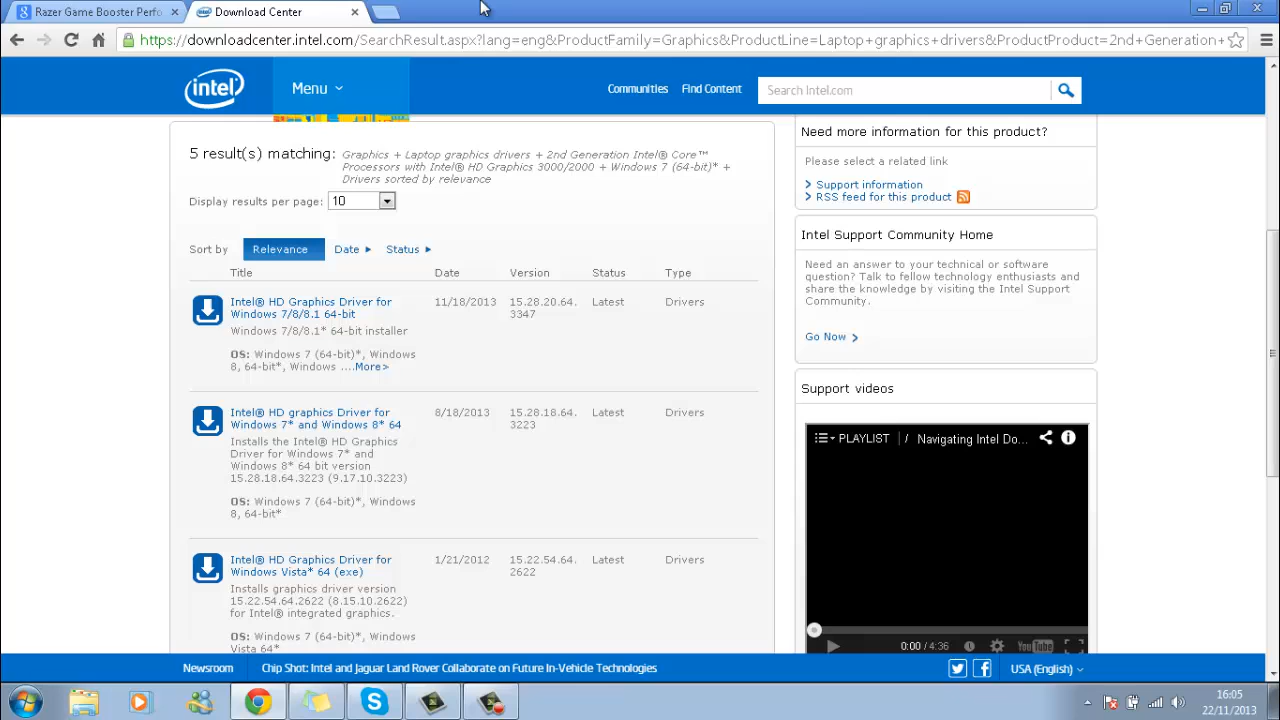 Razer Game Booster Perfo
Download Center
https://downloadcenter.intel.com/SearchResult.aspx?lang=eng&ProductFamily=Graphics&ProductLine=Laptop+graphics+drivers&ProductProduct=2nd+Generation+
intel
Menu
Communities
Find Content
Search Intel.com
5 result(s) matching:
Graphics + Laptop graphics drivers + 2nd Generation Intel® Core™
Processors with Intel® HD Graphics 3000/2000 + Windows 7 (64-bit)* +
Drivers sorted by relevance
Display results per page: 10
Sort by Relevance Date Status
Title Date Version Status Type
Intel® HD Graphics Driver for
Windows 7/8/8.1 64-bit
11/18/2013
15.28.20.64.
3347
Latest
Drivers
Windows 7/8/8.1* 64-bit installer
OS: Windows 7 (64-bit)*, Windows
8, 64-bit*, Windows ....More>
Intel® HD graphics Driver for
Windows 7* and Windows 8* 64
8/18/2013
15.28.18.64.
3223
Latest
Drivers
Installs the Intel® HD Graphics
Driver for Windows 7* and
Windows 8* 64 bit version
15.28.18.64.3223 (9.17.10.3223)
OS: Windows 7 (64-bit)*, Windows
8, 64-bit*
Intel® HD Graphics Driver for
Windows Vista* 64 (exe)
1/21/2012
15.22.54.64.
2622
Latest
Drivers
Installs graphics driver version
15.22.54.64.2622 (8.15.10.2622)
for Intel® integrated graphics.
OS: Windows 7 (64-bit)*, Windows
Vista 64*
Need more information for this product?
Please select a related link
Support information
RSS feed for this product
Intel Support Community Home
Need an answer to your technical or software
question? Talk to fellow technology enthusiasts and
share the knowledge by visiting the Intel Support
Community.
Go Now
Support videos
PLAYLIST / Navigating Intel Do...
0:00 / 4:36
YouTube
Newsroom
Chip Shot: Intel and Jaguar Land Rover Collaborate on Future In-Vehicle Technologies
USA (English)
16:05
22/11/2013